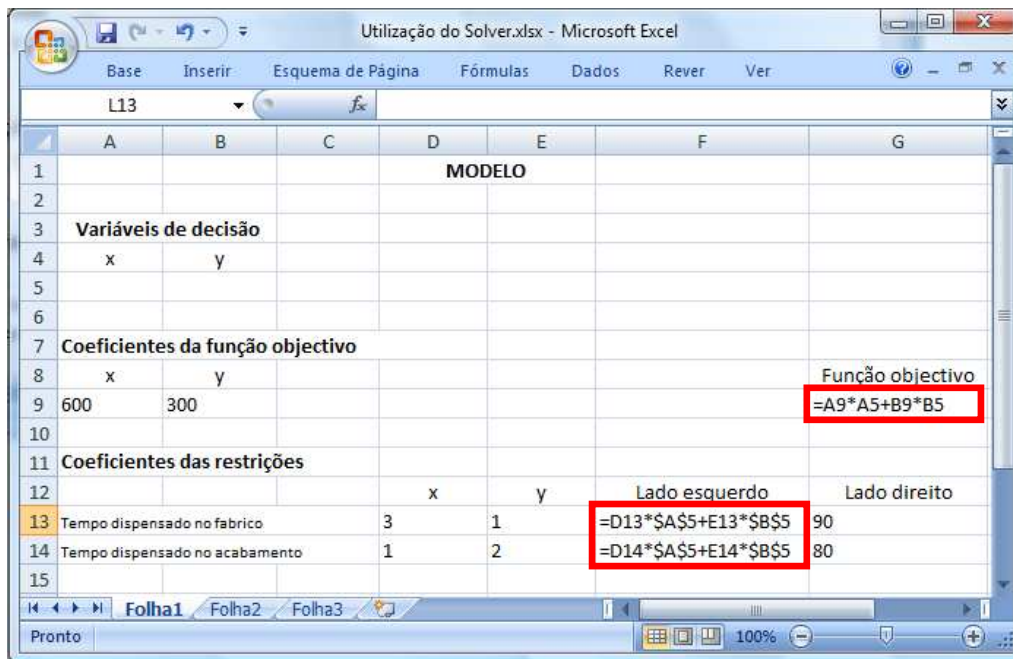 Utilização do Solver.xlsx - Microsoft Excel
Base Inserir Esquema de Página Fórmulas Dados Rever Ver
L13 fx
A B C D E F G
1 MODELO
2
3 Variáveis de decisão
4 x y
5
6
7 Coeficientes da função objectivo
8 x y Função objectivo
9 600 300 =A9*A5+B9*B5
10
11 Coeficientes das restrições
12 x y Lado esquerdo Lado direito
13 Tempo dispensado no fabrico 3 1 =D13*$A$5+E13*$B$5 90
14 Tempo dispensado no acabamento 1 2 =D14*$A$5+E14*$B$5 80
15
Folha1 Folha2 Folha3
Pronto 100%